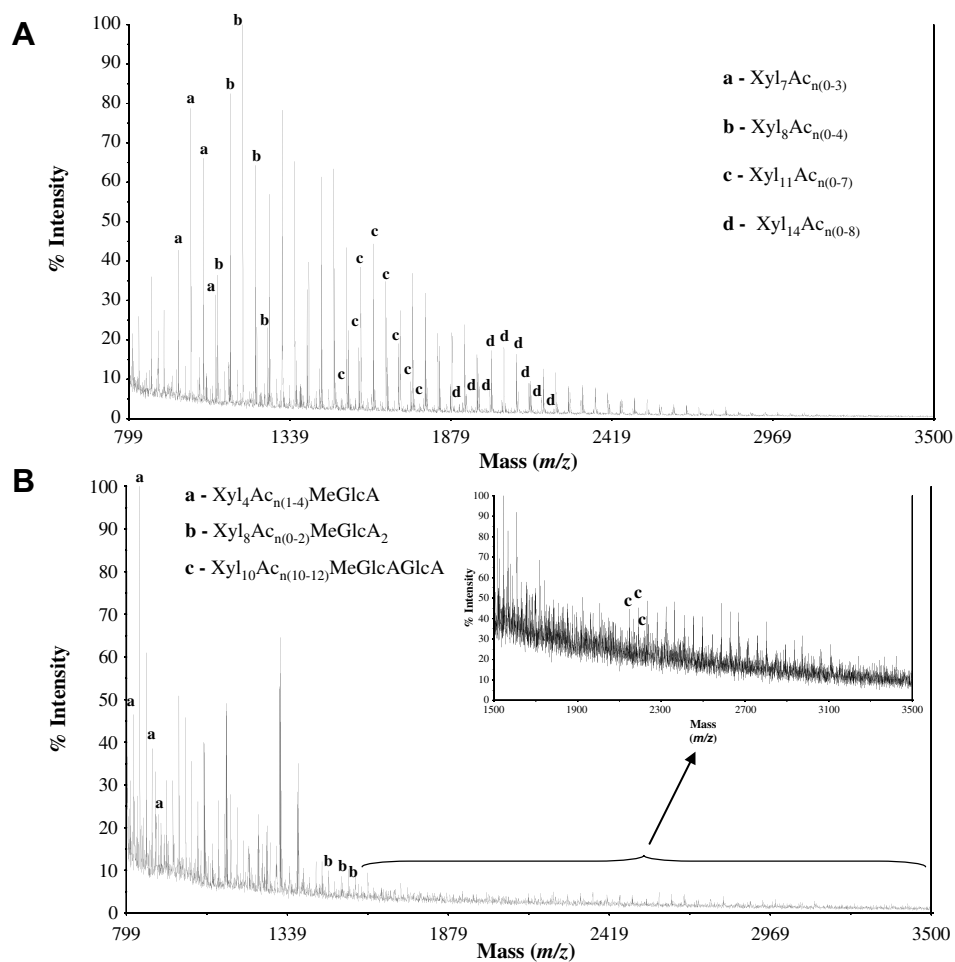 A
a - Xyl₇Acₙ₍₀₋₃₎
b - Xyl₈Acₙ₍₀₋₄₎
c - Xyl₁₁Acₙ₍₀₋₇₎
d - Xyl₁₄Acₙ₍₀₋₈₎
% Intensity
100
90
80
70
60
50
40
30
20
10
0
a
a
a
a
b
b
b
b
b
c
c
c
c
c
c
c
c
d
d
d
d
d
d
d
d
d
799 1339 1879 2419 2969 3500
Mass (m/z)
B
a - Xyl₄Acₙ₍₁₋₄₎MeGlcA
b - Xyl₈Acₙ₍₀₋₂₎MeGlcA₂
c - Xyl₁₀Acₙ₍₁₀₋₁₂₎MeGlcAGlcA
% Intensity
100
90
80
70
60
50
40
30
20
10
0
a
a
a
a
b
b
b
799 1339 1879 2419 2969 3500
Mass (m/z)
% Intensity
100
90
80
70
60
50
40
30
20
10
0
c
c
c
1500 1900 2300 2700 3100 3500
Mass
(m/z)